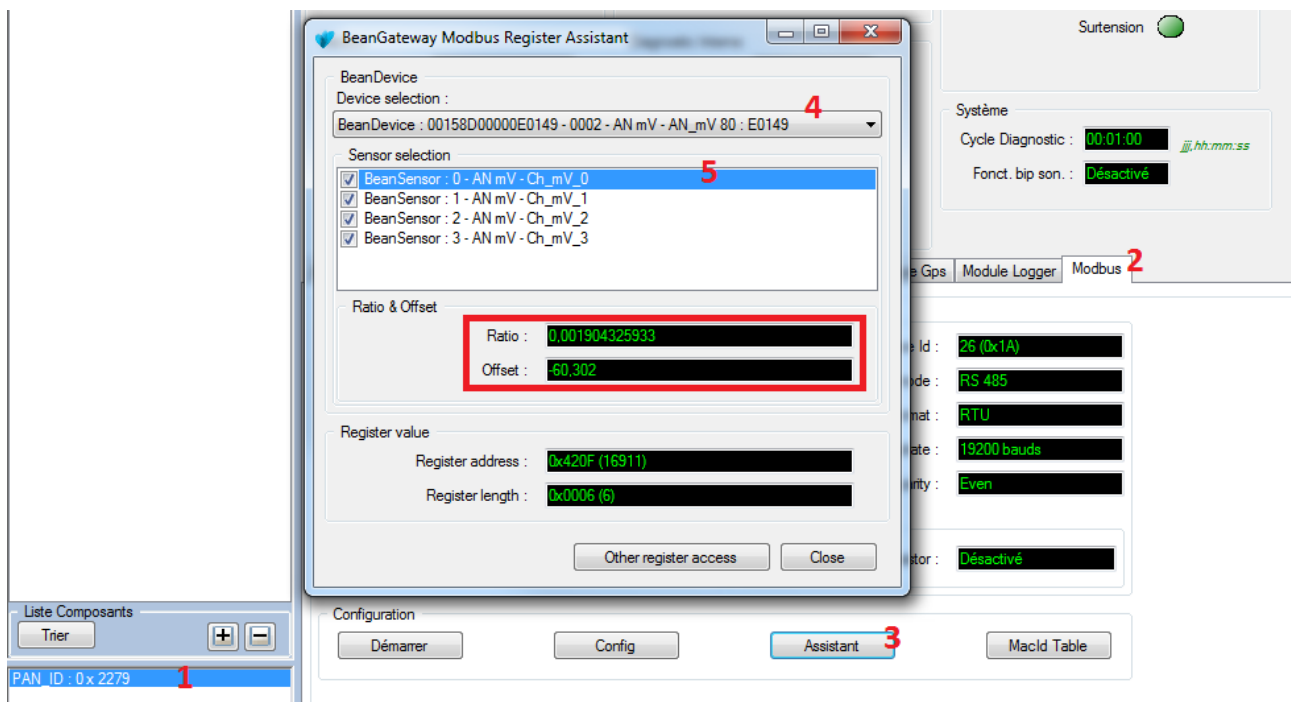 BeanGateway Modbus Register Assistant
BeanDevice
Device selection :
BeanDevice : 00158D00000E0149 - 0002 - AN mV - AN_mV 80 : E0149
4
Sensor selection
5
BeanSensor : 0 - AN mV - Ch_mV_0
BeanSensor : 1 - AN mV - Ch_mV_1
BeanSensor : 2 - AN mV - Ch_mV_2
BeanSensor : 3 - AN mV - Ch_mV_3
Ratio & Offset
Ratio : 0,001904325933
Offset : -60,302
Register value
Register address : 0x420F (16911)
Register length : 0x0006 (6)
Other register access
Close
Surtension
Système
Cycle Diagnostic : 00:01:00 jjj,hh:mm:ss
Fonct. bip son. : Désactivé
Gps
Module Logger
Modbus
2
Id : 26 (0x1A)
RS 485
RTU
19200 bauds
Even
Désactivé
Configuration
Démarrer
Config
Assistant
3
MacId Table
Liste Composants
Trier
PAN_ID : 0 x 2279
1